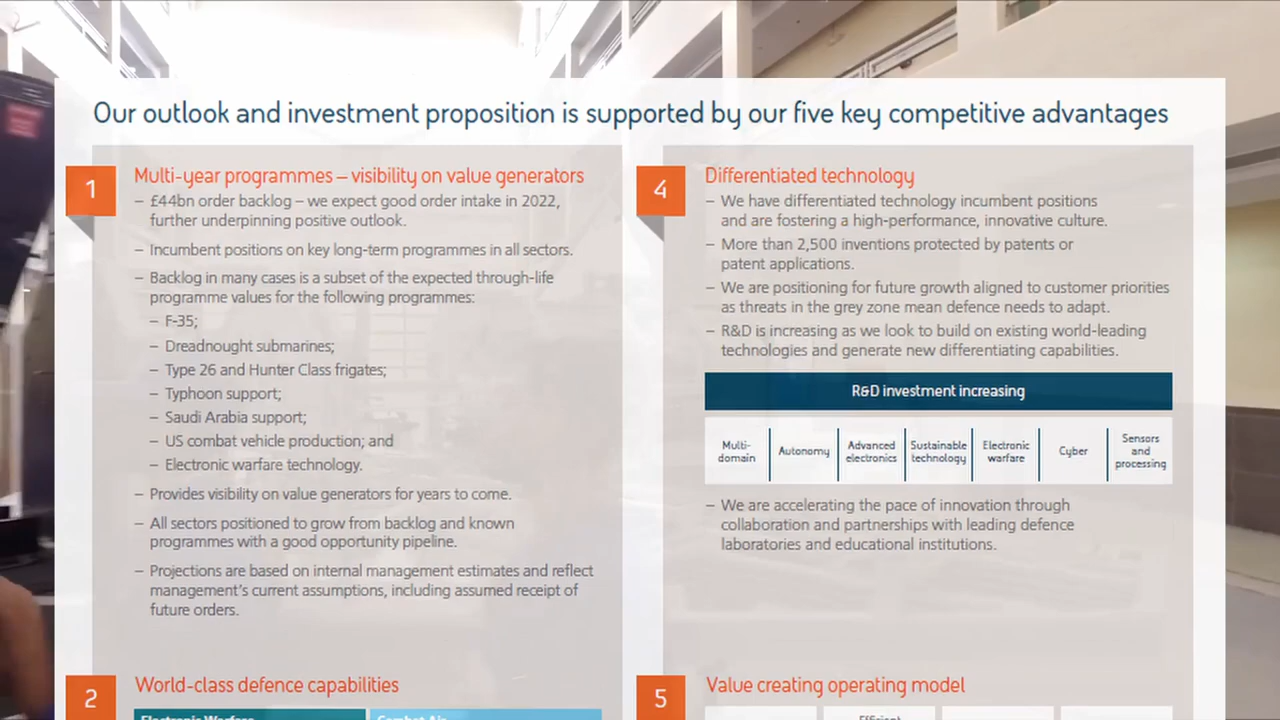 Our outlook and investment proposition is supported by our five key competitive advantages
1
Multi-year programmes – visibility on value generators
– £44bn order backlog – we expect good order intake in 2022,
further underpinning positive outlook.
– Incumbent positions on key long-term programmes in all sectors.
– Backlog in many cases is a subset of the expected through-life
programme values for the following programmes:
– F-35;
– Dreadnought submarines;
– Type 26 and Hunter Class frigates;
– Typhoon support;
– Saudi Arabia support;
– US combat vehicle production; and
– Electronic warfare technology.
– Provides visibility on value generators for years to come.
– All sectors positioned to grow from backlog and known
programmes with a good opportunity pipeline.
– Projections are based on internal management estimates and reflect
management's current assumptions, including assumed receipt of
future orders.
2
World-class defence capabilities
Electronic Warfare
Combat Air
4
Differentiated technology
– We have differentiated technology incumbent positions
and are fostering a high-performance, innovative culture.
– More than 2,500 inventions protected by patents or
patent applications.
– We are positioning for future growth aligned to customer priorities
as threats in the grey zone mean defence needs to adapt.
– R&D is increasing as we look to build on existing world-leading
technologies and generate new differentiating capabilities.
R&D investment increasing
Multi-
domain
Autonomy
Advanced
electronics
Sustainable
technology
Electronic
warfare
Cyber
Sensors
and
processing
– We are accelerating the pace of innovation through
collaboration and partnerships with leading defence
laboratories and educational institutions.
5
Value creating operating model
Efficient